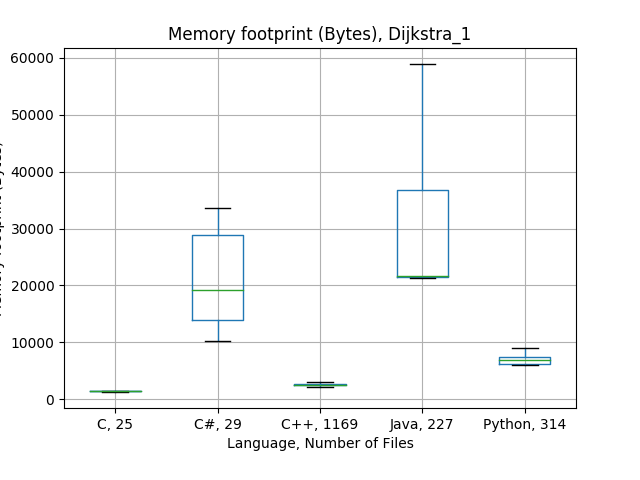 Memory footprint (Bytes), Dijkstra_1
60000
50000
40000
30000
20000
10000
0
C, 25
C#, 29
C++, 1169
Java, 227
Python, 314
Language, Number of Files